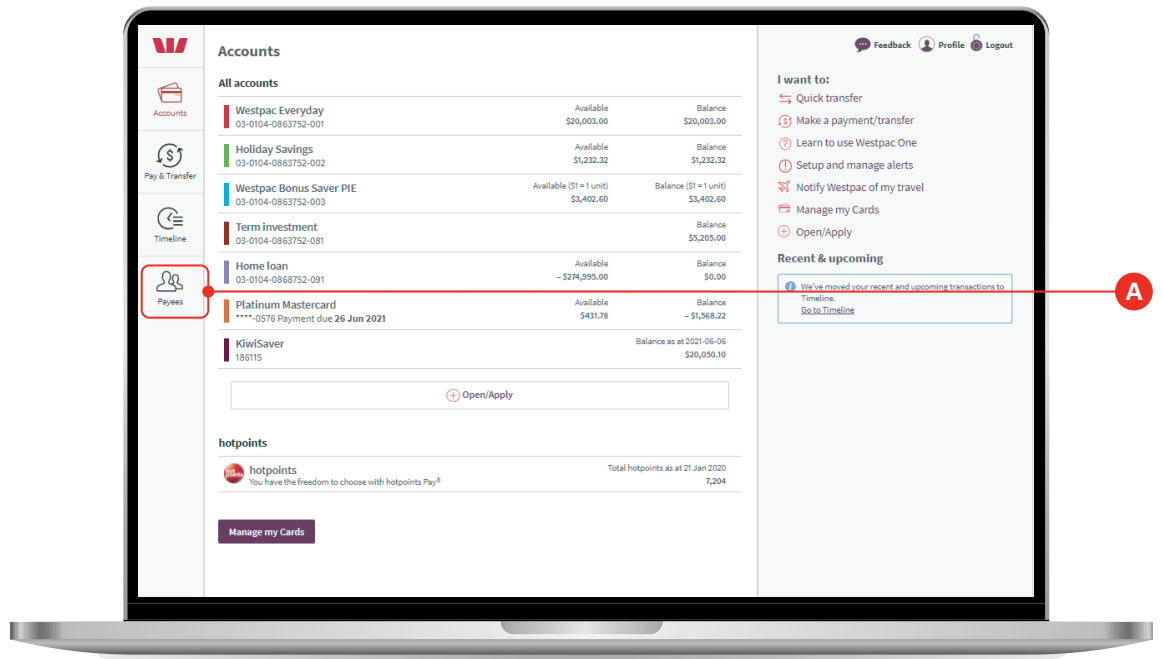 Accounts
Feedback
Profile
Logout
Accounts
Pay & Transfer
Timeline
Payees
All accounts
Westpac Everyday
03-0104-0863752-001
Available
$20,003.00
Balance
$20,003.00
Holiday Savings
03-0104-0863752-002
Available
$1,232.32
Balance
$1,232.32
Westpac Bonus Saver PIE
03-0104-0863752-003
Available ($1 = 1 unit)
$3,402.60
Balance ($1 = 1 unit)
$3,402.60
Term investment
03-0104-0863752-081
Balance
$5,205.00
Home loan
03-0104-0868752-091
Available
– $274,995.00
Balance
$0.00
Platinum Mastercard
****-0576 Payment due 26 Jun 2021
Available
$431.78
Balance
– $1,568.22
KiwiSaver
186115
Balance as at 2021-06-06
$20,050.10
Open/Apply
hotpoints
hot points
hotpoints
You have the freedom to choose with hotpoints Pay⁸
Total hotpoints as at 21 Jan 2020
7,204
Manage my Cards
I want to:
Quick transfer
Make a payment/transfer
Learn to use Westpac One
Setup and manage alerts
Notify Westpac of my travel
Manage my Cards
Open/Apply
Recent & upcoming
We've moved your recent and upcoming transactions to
Timeline.
Go to Timeline
A